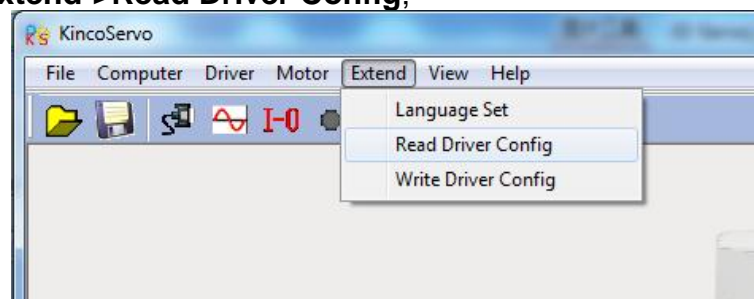 xtend->Read Driver Config;
KincoServo
File Computer Driver Motor Extend View Help
I-0
Language Set
Read Driver Config
Write Driver Config